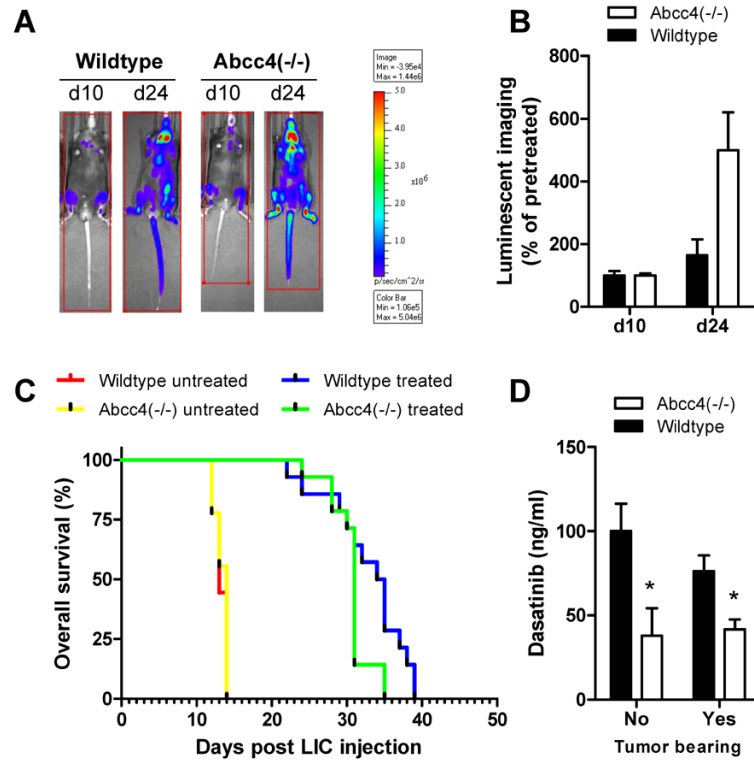 A
Wildtype Abcc4(-/-)
d10 d24 d10 d24
Image
Min = -3.95e4
Max = 1.44e6
5.0
4.0
3.0
x10⁶
2.0
1.0
p/sec/cm^2/sr
Color Bar
Min = 1.06e5
Max = 5.04e6
B
Abcc4(-/-)
Wildtype
Luminescent imaging
(% of pretreated)
800
600
400
200
0
d10 d24
C
Wildtype untreated Wildtype treated
Abcc4(-/-) untreated Abcc4(-/-) treated
Overall survival (%)
100
75
50
25
0
0 10 20 30 40 50
Days post LIC injection
D
Abcc4(-/-)
Wildtype
Dasatinib (ng/ml)
150
100
50
0
* *
No Yes
Tumor bearing